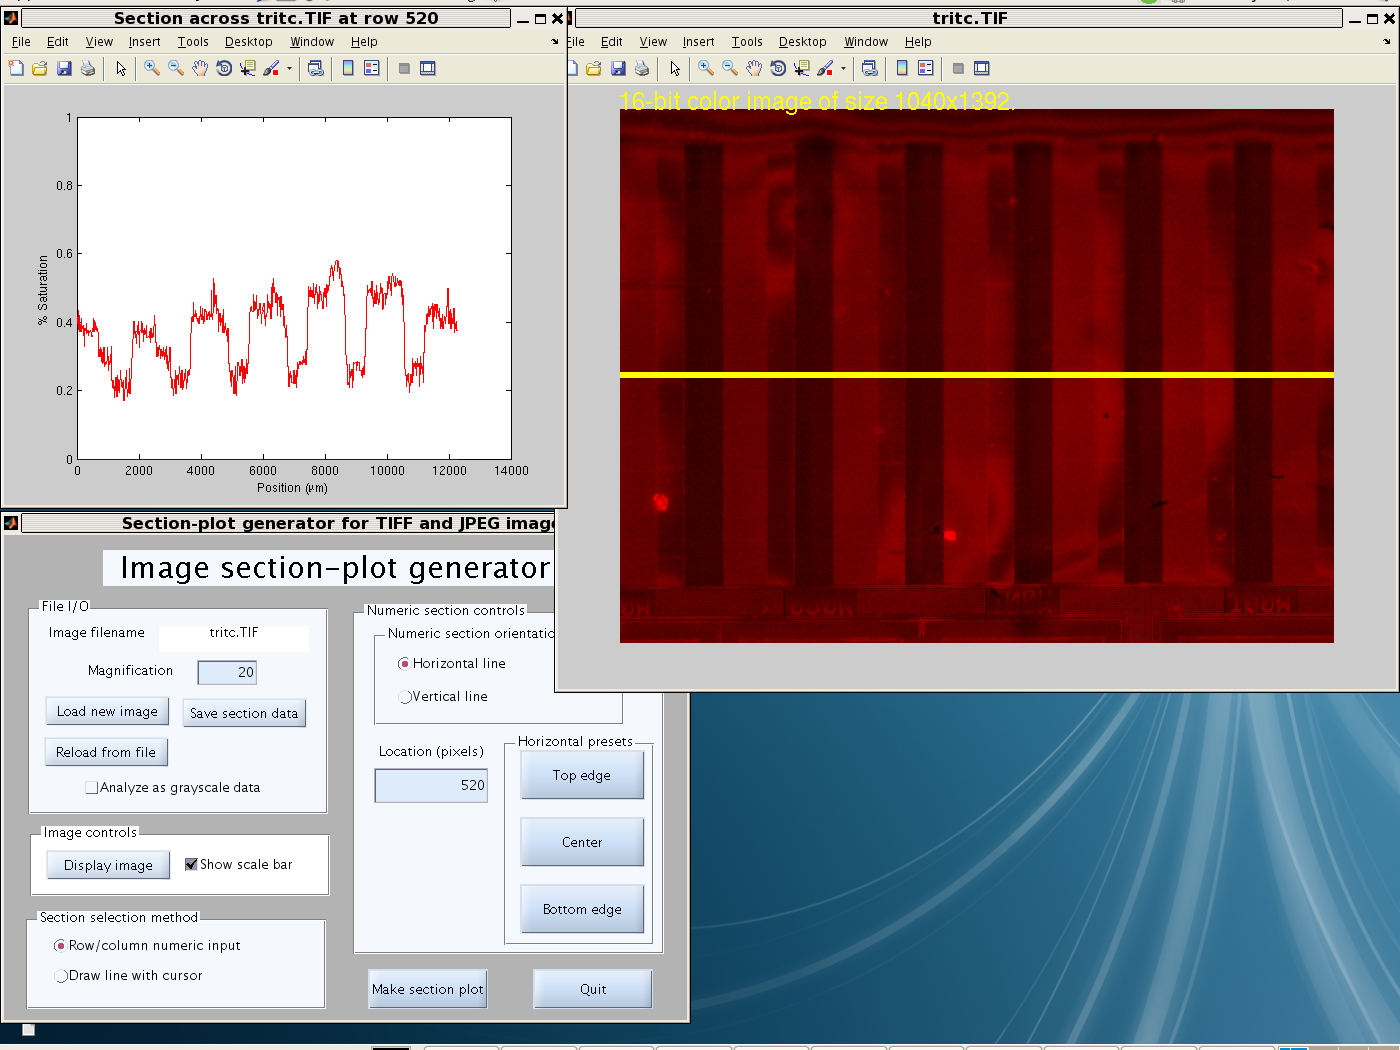 Section across tritc.TIF at row 520
File Edit View Insert Tools Desktop Window Help
1
0.8
0.6
0.4
0.2
0
% Saturation
0 2000 4000 6000 8000 10000 12000 14000
Position (μm)
tritc.TIF
File Edit View Insert Tools Desktop Window Help
16-bit color image of size 1040x1392.
Section-plot generator for TIFF and JPEG imag
Image section-plot generator
File I/O
Image filename tritc.TIF
Magnification 20
Load new image Save section data
Reload from file
Analyze as grayscale data
Image controls
Display image Show scale bar
Section selection method
Row/column numeric input
Draw line with cursor
Numeric section controls
Numeric section orientatio
Horizontal line
Vertical line
Location (pixels)
520
Horizontal presets
Top edge
Center
Bottom edge
Make section plot Quit